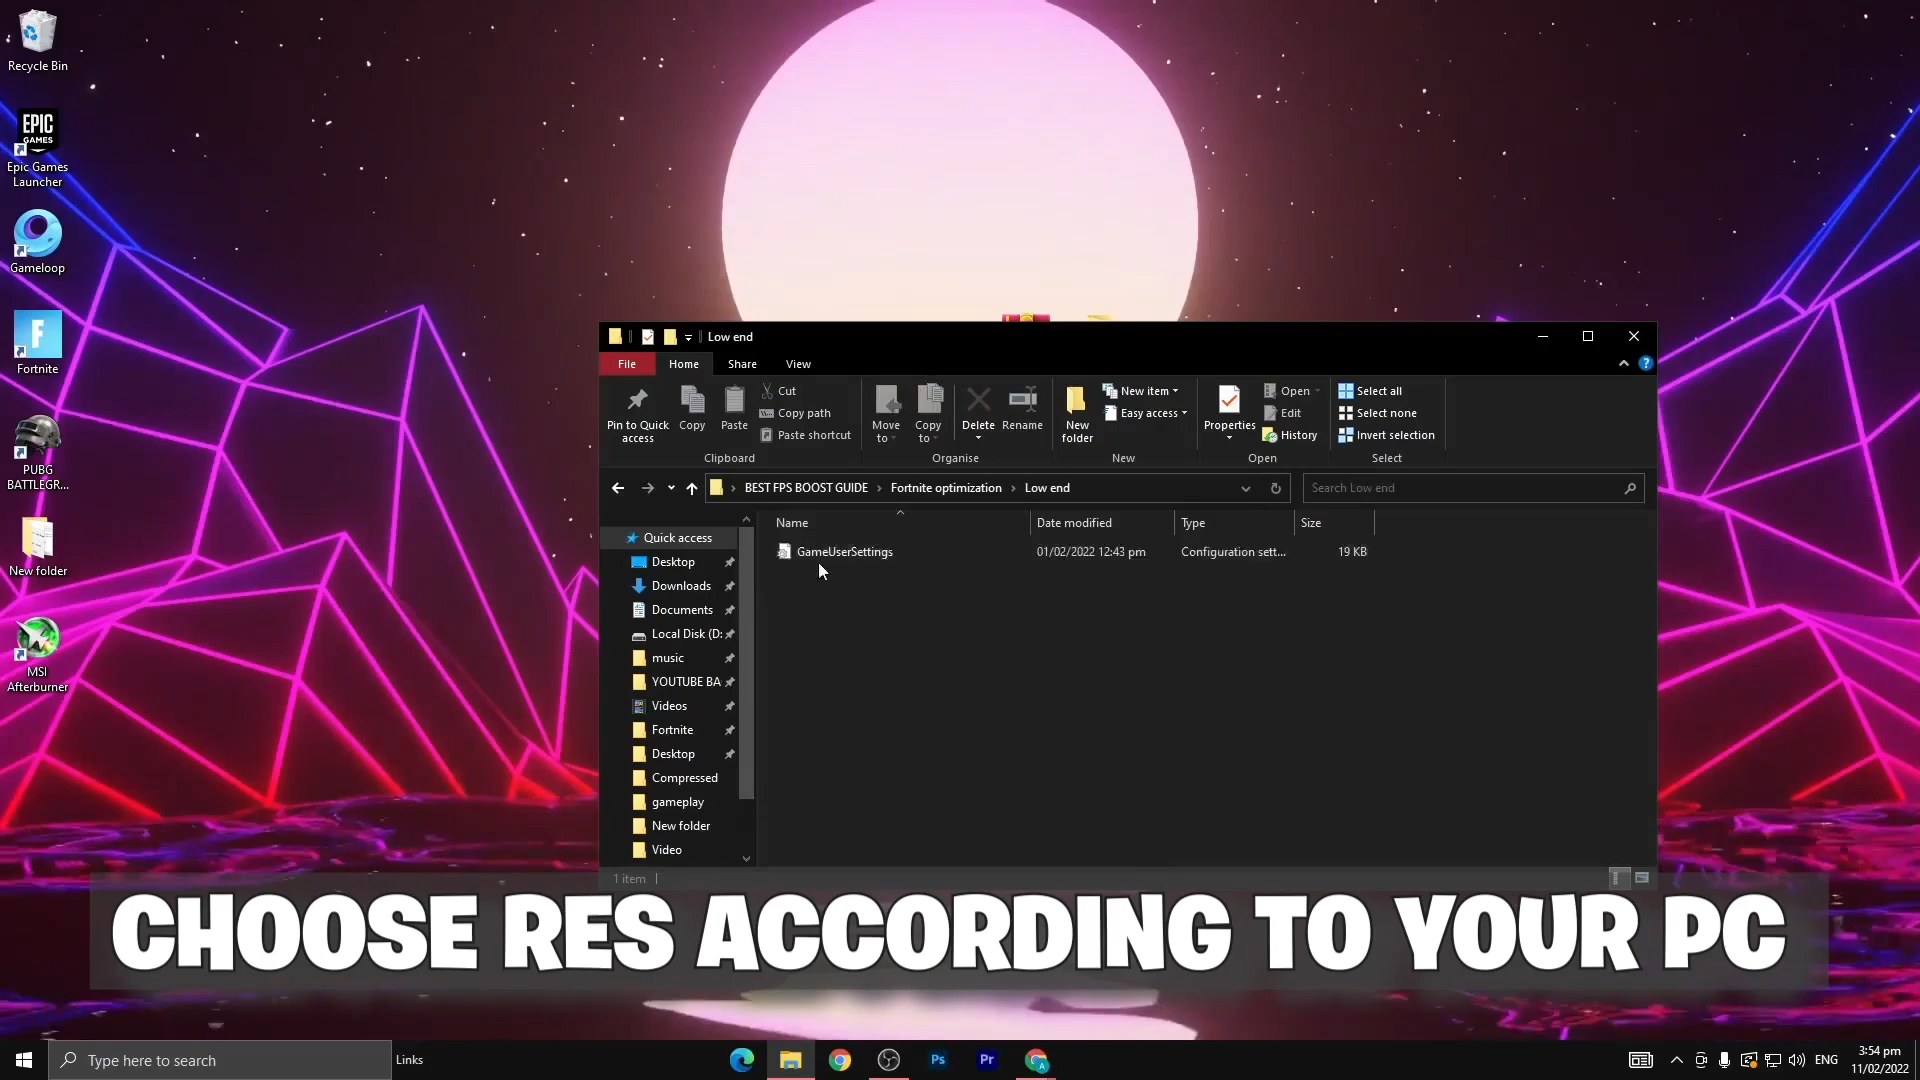 Recycle Bin
EPIC
GAMES
Epic Games
Launcher
Gameloop
F
Fortnite
PUBG
BATTLEGR...
New folder
MSI
Afterburner
Low end
File
Home
Share
View
?
Pin to Quick
access
Copy
Paste
Cut
Copy path
Paste shortcut
Clipboard
Move
to
Copy
to
Delete
Rename
Organise
New
folder
New item
Easy access
New
Properties
Open
Edit
History
Open
Select all
Select none
Invert selection
Select
BEST FPS BOOST GUIDE > Fortnite optimization > Low end
Search Low end
Name
Date modified
Type
Size
GameUserSettings
01/02/2022 12:43 pm
Configuration sett...
19 KB
Quick access
Desktop
Downloads
Documents
Local Disk (D:
music
YOUTUBE BA
Videos
Fortnite
Desktop
Compressed
gameplay
New folder
Video
1 item
CHOOSE RES ACCORDING TO YOUR PC
Type here to search
Links
Ps
Pr
A
ENG
3:54 pm
11/02/2022